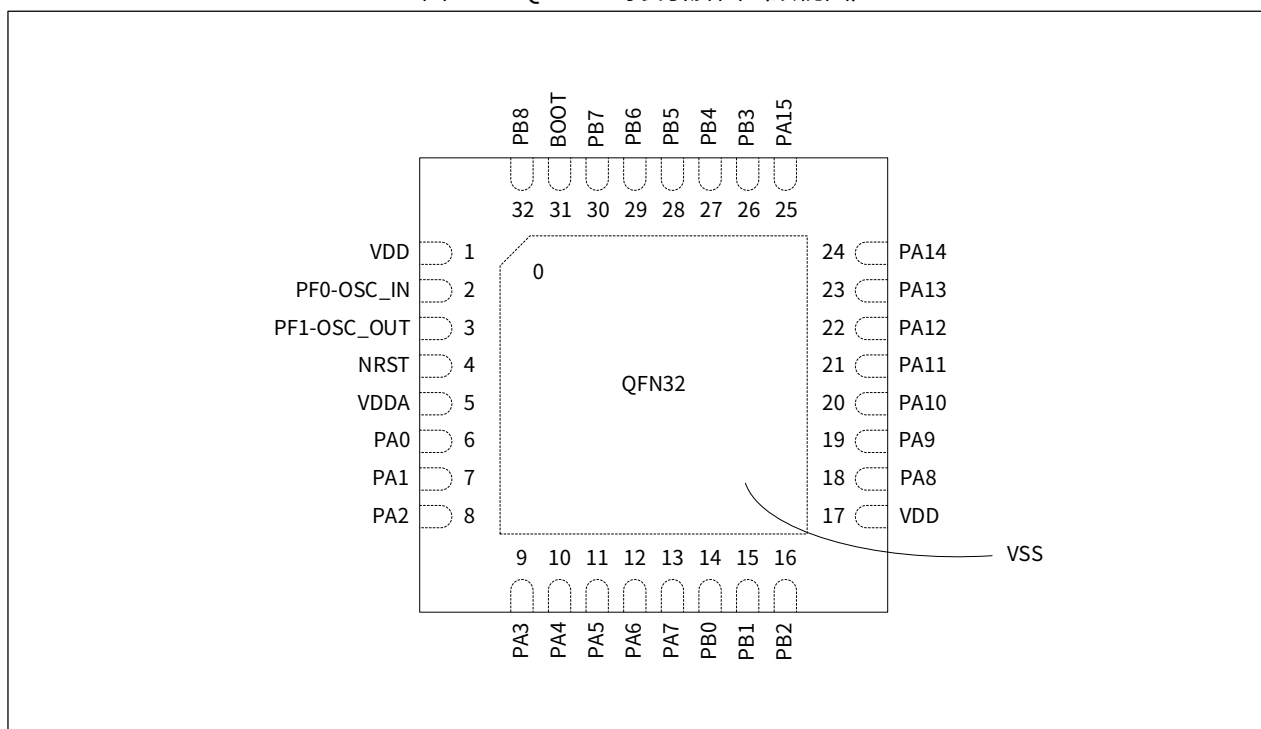 PB8
BOOT
PB7
PB6
PB5
PB4
PB3
PA15
32 31 30 29 28 27 26 25
VDD 1
PF0-OSC_IN 2
PF1-OSC_OUT 3
NRST 4
VDDA 5
PA0 6
PA1 7
PA2 8
0
QFN32
24 PA14
23 PA13
22 PA12
21 PA11
20 PA10
19 PA9
18 PA8
17 VDD
VSS
9 10 11 12 13 14 15 16
PA3
PA4
PA5
PA6
PA7
PB0
PB1
PB2